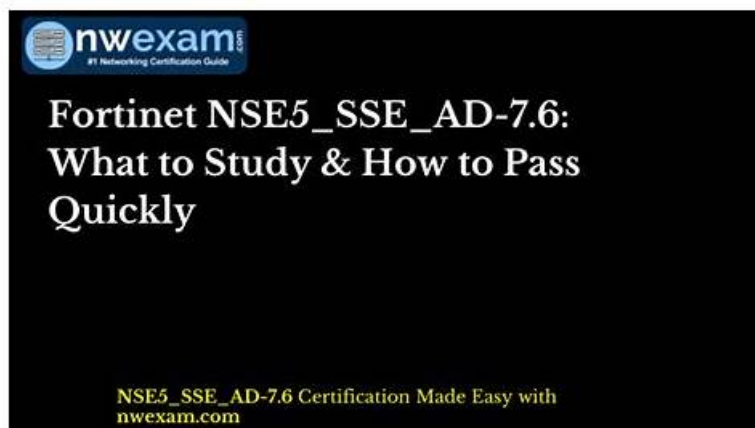 nwexam.com
#1 Networking Certification Guide
Fortinet NSE5_SSE_AD-7.6:
What to Study & How to Pass
Quickly
NSE5_SSE_AD-7.6 Certification Made Easy with
nwexam.com